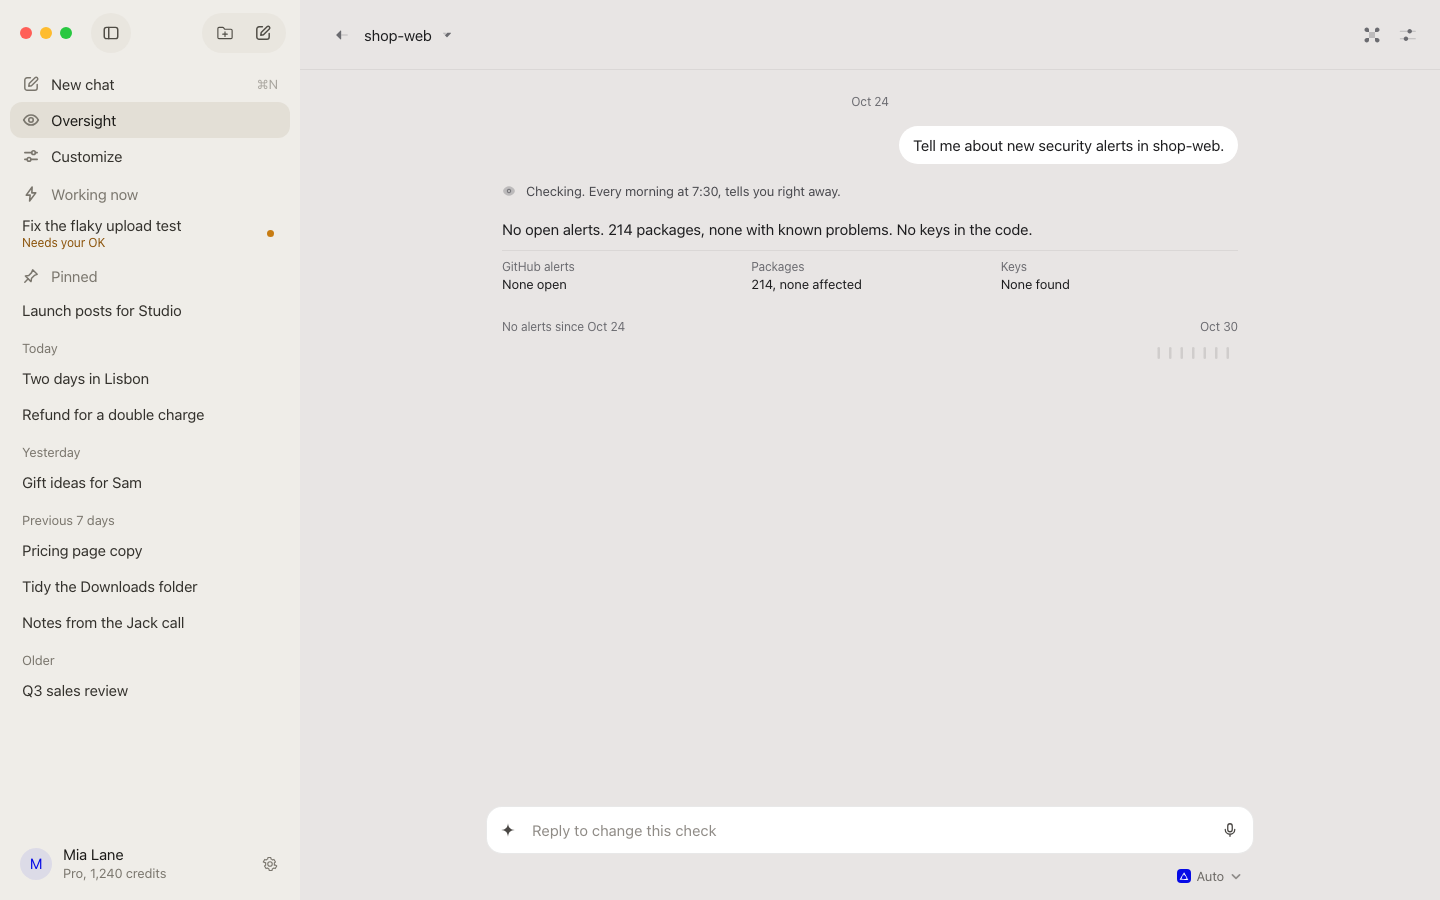 New chat
⌘N
Oversight
Customize
Working now
Fix the flaky upload test
Needs your OK
Pinned
Launch posts for Studio
Today
Two days in Lisbon
Refund for a double charge
Yesterday
Gift ideas for Sam
Previous 7 days
Pricing page copy
Tidy the Downloads folder
Notes from the Jack call
Older
Q3 sales review
M
Mia Lane
Pro, 1,240 credits
shop-web
Oct 24
Tell me about new security alerts in shop-web.
Checking. Every morning at 7:30, tells you right away.
No open alerts. 214 packages, none with known problems. No keys in the code.
GitHub alerts
None open
Packages
214, none affected
Keys
None found
No alerts since Oct 24
Oct 30
Reply to change this check
Auto